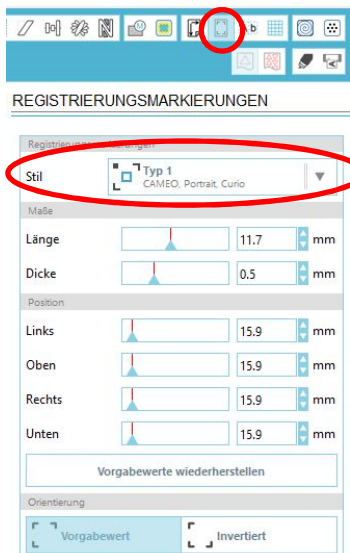 REGISTRIERUNGSMARKIERUNGEN
Registrierungsmarkierungen
Stil
Typ 1
CAMEO, Portrait, Curio
Maße
Länge 11.7 mm
Dicke 0.5 mm
Position
Links 15.9 mm
Oben 15.9 mm
Rechts 15.9 mm
Unten 15.9 mm
Vorgabewerte wiederherstellen
Orientierung
Vorgabewert Invertiert